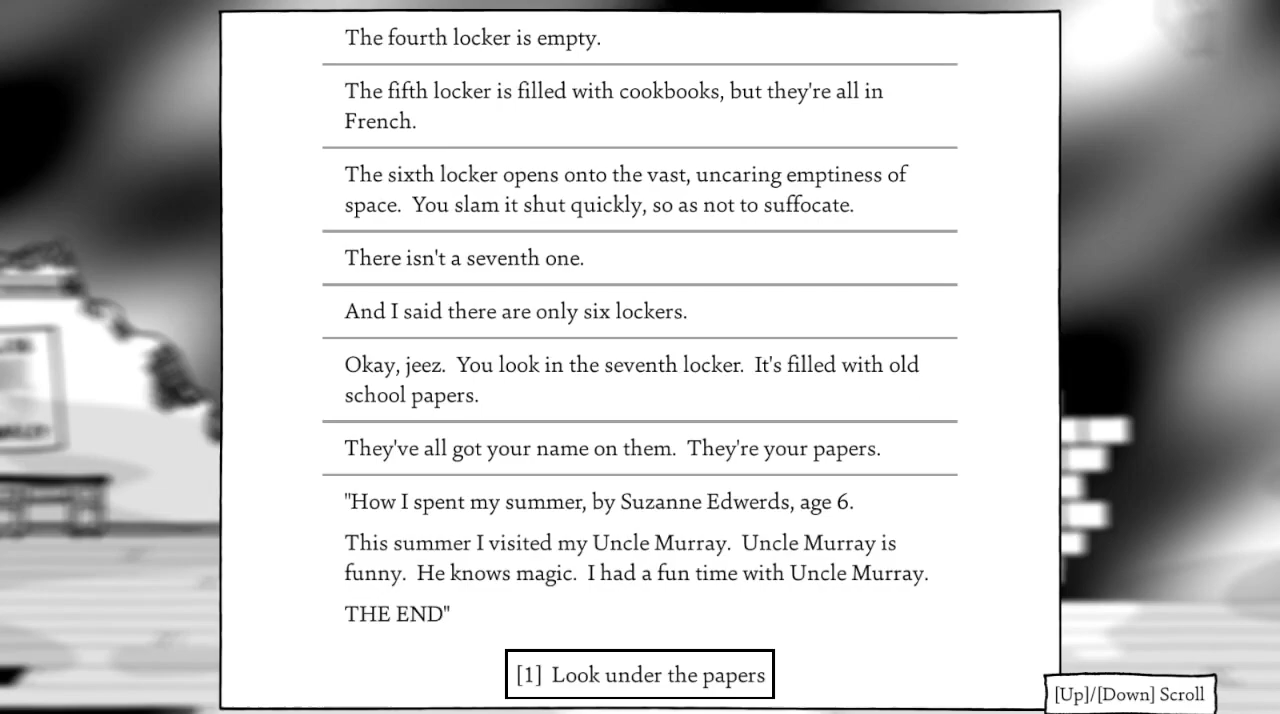 The fourth locker is empty.
The fifth locker is filled with cookbooks, but they're all in
French.
The sixth locker opens onto the vast, uncaring emptiness of
space.  You slam it shut quickly, so as not to suffocate.
There isn't a seventh one.
And I said there are only six lockers.
Okay, jeez.  You look in the seventh locker.  It's filled with old
school papers.
They've all got your name on them.  They're your papers.
"How I spent my summer, by Suzanne Edwerds, age 6.
This summer I visited my Uncle Murray.  Uncle Murray is
funny.  He knows magic.  I had a fun time with Uncle Murray.
THE END"
[1]  Look under the papers
[Up]/[Down] Scroll